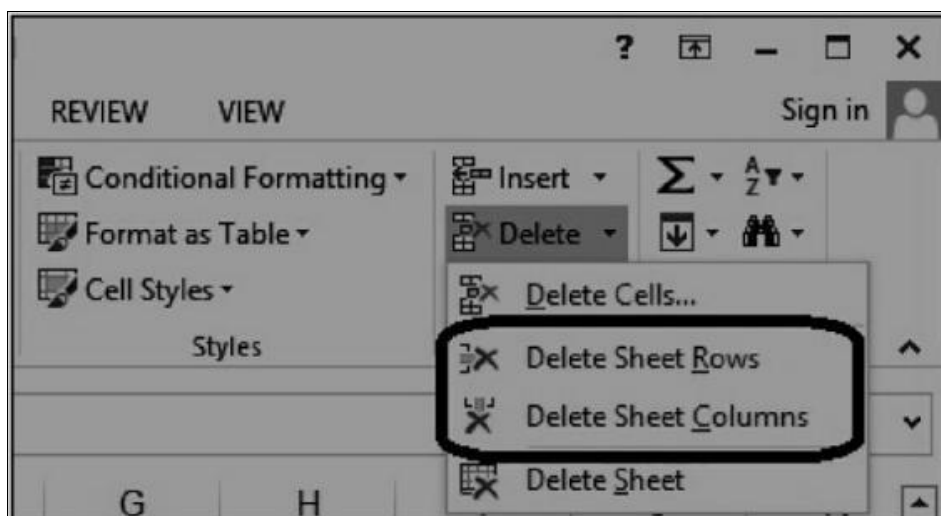 ?
REVIEW VIEW Sign in
Conditional Formatting
Format as Table
Cell Styles
Styles
Insert
Delete
Σ
A
Z
Delete Cells...
Delete Sheet Rows
Delete Sheet Columns
Delete Sheet
G H